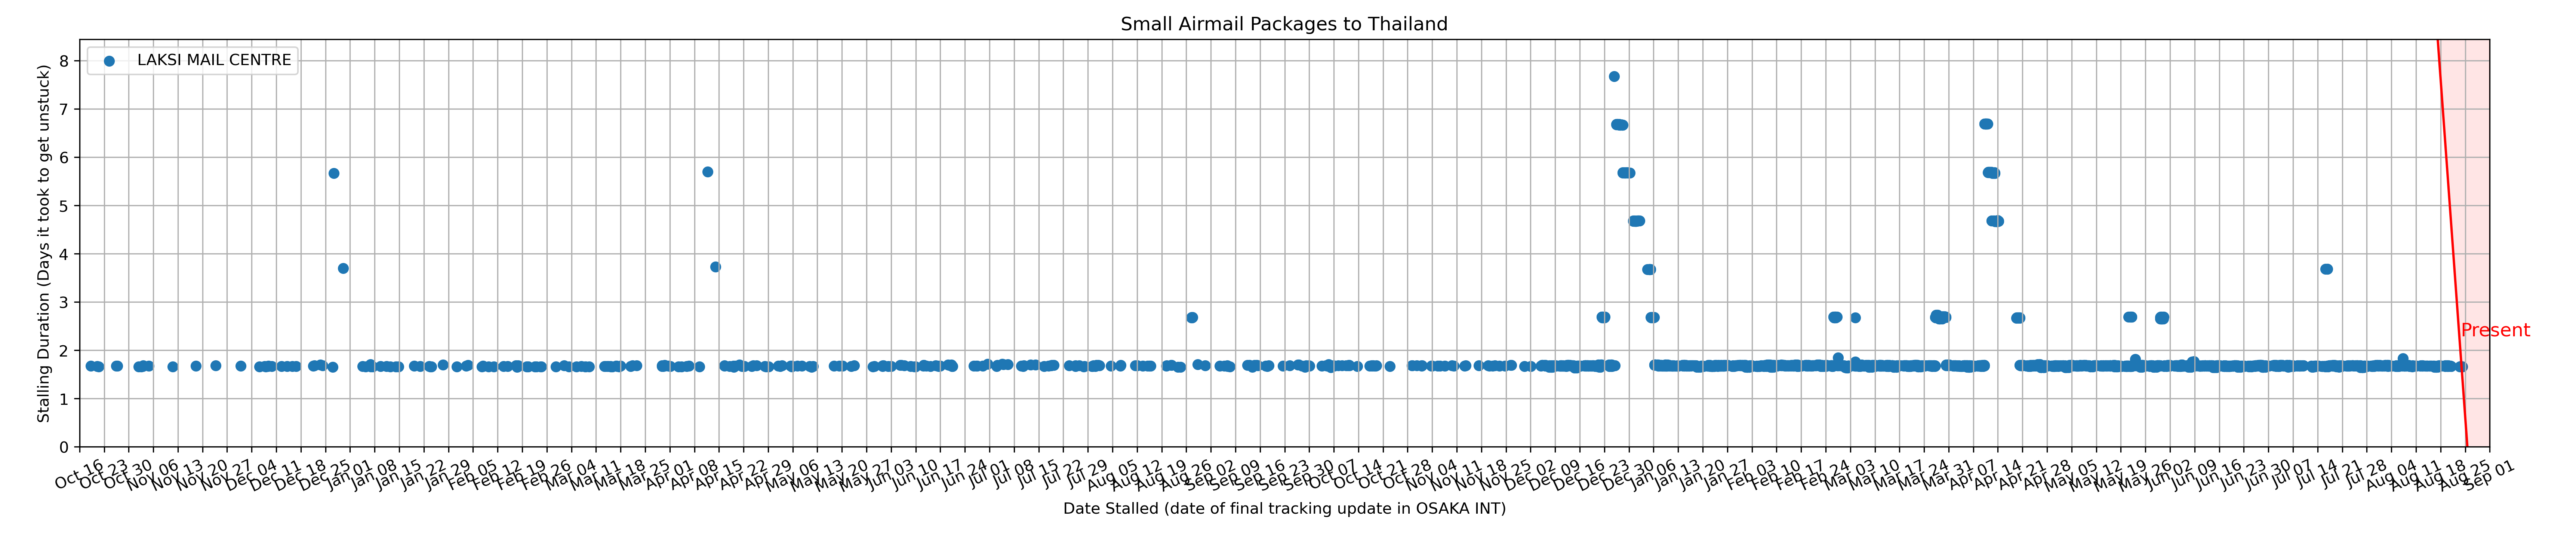 Small Airmail Packages to Thailand
LAKSI MAIL CENTRE
Stalling Duration (Days it took to get unstuck)
8
7
6
5
4
3
2
1
0
Present
Oct 16
Oct 23
Oct 30
Nov 06
Nov 13
Nov 20
Nov 27
Dec 04
Dec 11
Dec 18
Dec 25
Jan 01
Jan 08
Jan 15
Jan 22
Jan 29
Feb 05
Feb 12
Feb 19
Feb 26
Mar 04
Mar 11
Mar 18
Mar 25
Apr 01
Apr 08
Apr 15
Apr 22
Apr 29
May 06
May 13
May 20
May 27
Jun 03
Jun 10
Jun 17
Jun 24
Jul 01
Jul 08
Jul 15
Jul 22
Jul 29
Aug 05
Aug 12
Aug 19
Aug 26
Sep 02
Sep 09
Sep 16
Sep 23
Sep 30
Oct 07
Oct 14
Oct 21
Oct 28
Nov 04
Nov 11
Nov 18
Nov 25
Dec 02
Dec 09
Dec 16
Dec 23
Dec 30
Jan 06
Jan 13
Jan 20
Jan 27
Feb 03
Feb 10
Feb 17
Feb 24
Mar 03
Mar 10
Mar 17
Mar 24
Mar 31
Apr 07
Apr 14
Apr 21
Apr 28
May 05
May 12
May 19
May 26
Jun 02
Jun 09
Jun 16
Jun 23
Jun 30
Jul 07
Jul 14
Jul 21
Jul 28
Aug 04
Aug 11
Aug 18
Aug 25
Sep 01
Date Stalled (date of final tracking update in OSAKA INT)